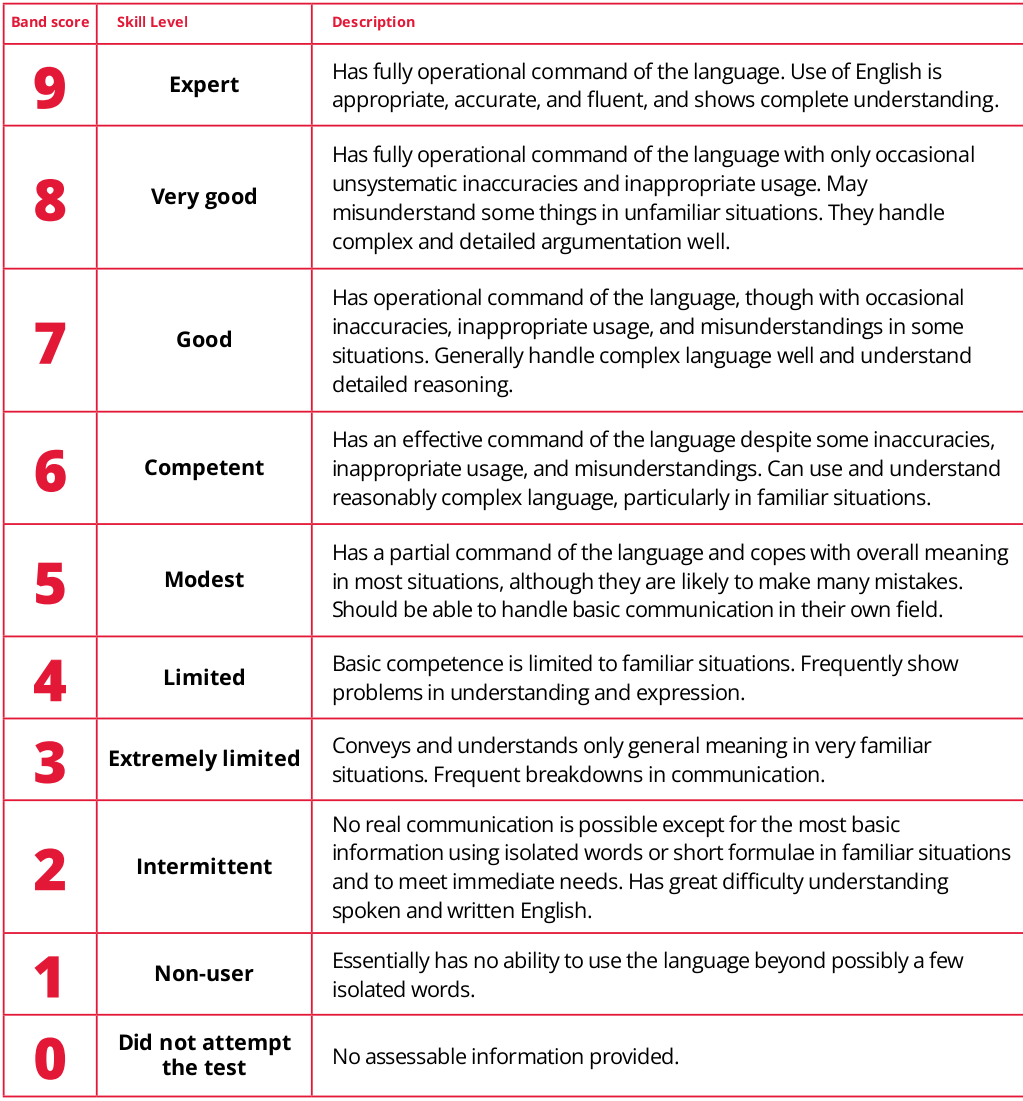 Band score Skill Level Description
9 Expert Has fully operational command of the language. Use of English is
appropriate, accurate, and fluent, and shows complete understanding.
8 Very good Has fully operational command of the language with only occasional
unsystematic inaccuracies and inappropriate usage. May
misunderstand some things in unfamiliar situations. They handle
complex and detailed argumentation well.
7 Good Has operational command of the language, though with occasional
inaccuracies, inappropriate usage, and misunderstandings in some
situations. Generally handle complex language well and understand
detailed reasoning.
6 Competent Has an effective command of the language despite some inaccuracies,
inappropriate usage, and misunderstandings. Can use and understand
reasonably complex language, particularly in familiar situations.
5 Modest Has a partial command of the language and copes with overall meaning
in most situations, although they are likely to make many mistakes.
Should be able to handle basic communication in their own field.
4 Limited Basic competence is limited to familiar situations. Frequently show
problems in understanding and expression.
3 Extremely limited Conveys and understands only general meaning in very familiar
situations. Frequent breakdowns in communication.
2 Intermittent No real communication is possible except for the most basic
information using isolated words or short formulae in familiar situations
and to meet immediate needs. Has great difficulty understanding
spoken and written English.
1 Non-user Essentially has no ability to use the language beyond possibly a few
isolated words.
0 Did not attempt
the test
No assessable information provided.